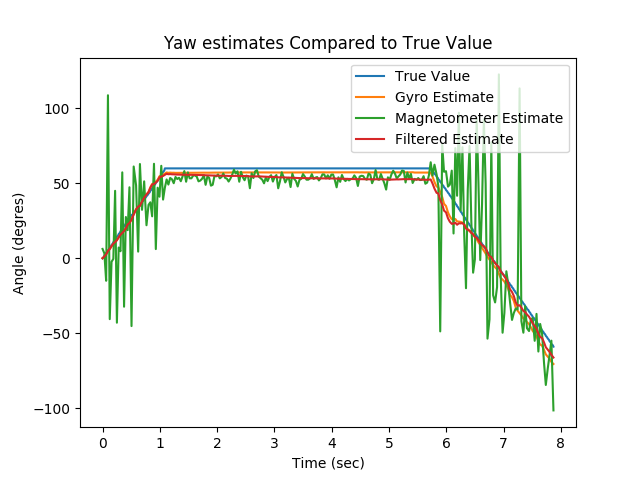 Yaw estimates Compared to True Value
True Value
Gyro Estimate
Magnetometer Estimate
Filtered Estimate
Angle (degres)
100
50
0
−50
−100
0 1 2 3 4 5 6 7 8
Time (sec)